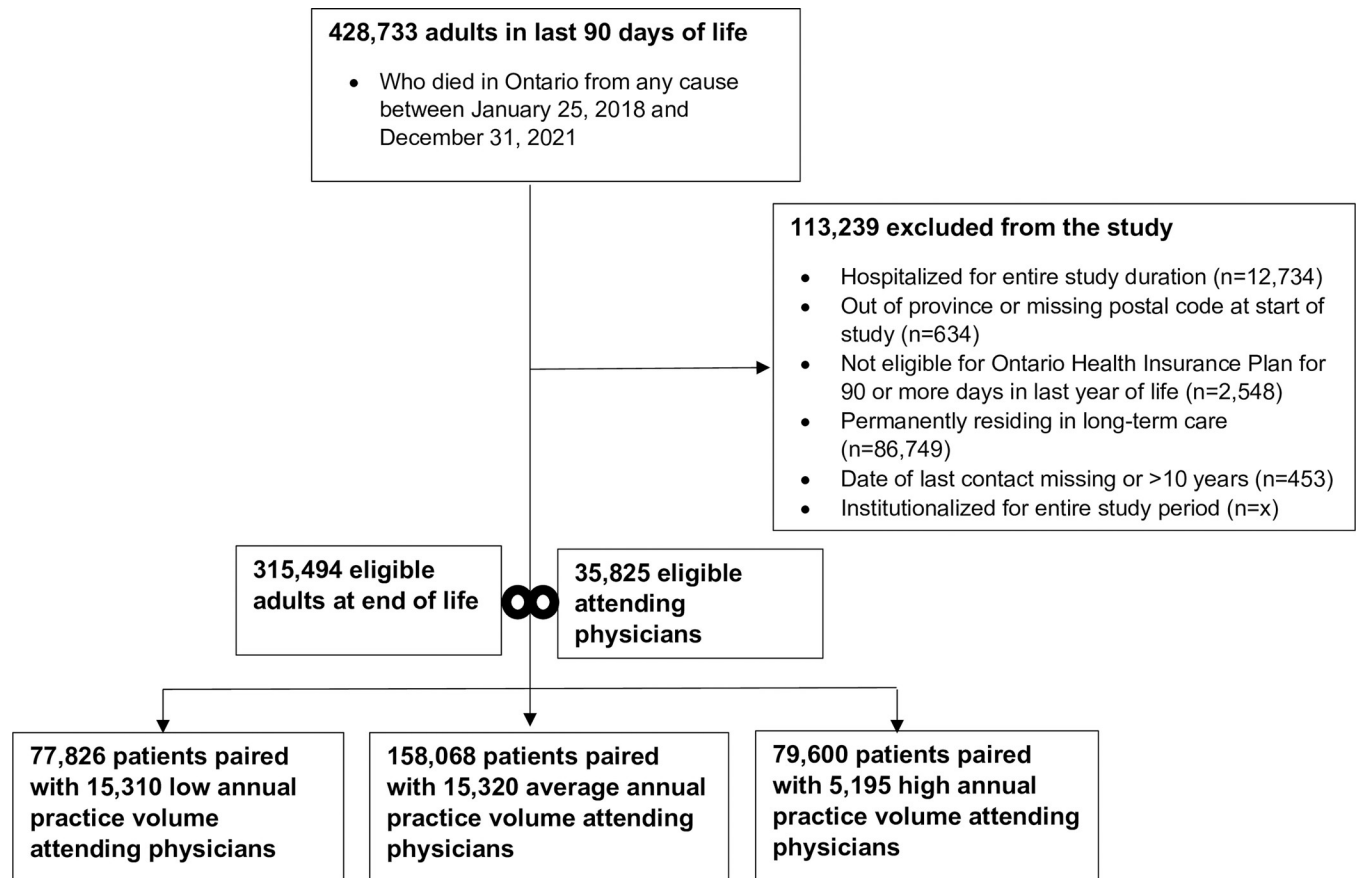 428,733 adults in last 90 days of life
• Who died in Ontario from any cause
between January 25, 2018 and
December 31, 2021
113,239 excluded from the study
• Hospitalized for entire study duration (n=12,734)
• Out of province or missing postal code at start of
study (n=634)
• Not eligible for Ontario Health Insurance Plan for
90 or more days in last year of life (n=2,548)
• Permanently residing in long-term care
(n=86,749)
• Date of last contact missing or >10 years (n=453)
• Institutionalized for entire study period (n=x)
315,494 eligible
adults at end of life
35,825 eligible
attending
physicians
77,826 patients paired
with 15,310 low annual
practice volume
attending physicians
158,068 patients paired
with 15,320 average annual
practice volume attending
physicians
79,600 patients paired
with 5,195 high annual
practice volume attending
physicians